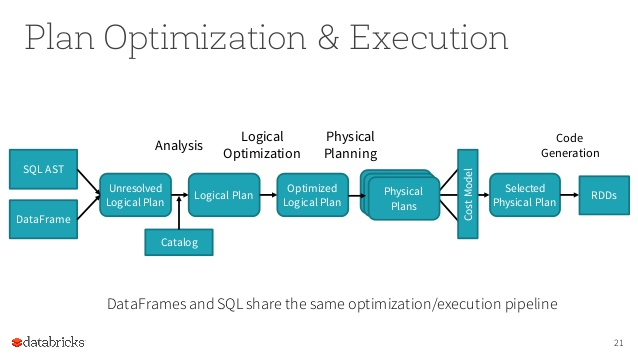 Plan Optimization & Execution
Analysis
Logical
Optimization
Physical
Planning
Code
Generation
SQL AST
DataFrame
Unresolved
Logical Plan
Catalog
Logical Plan
Optimized
Logical Plan
Physical
Plans
Cost Model
Selected
Physical Plan
RDDs
DataFrames and SQL share the same optimization/execution pipeline
databricks
21